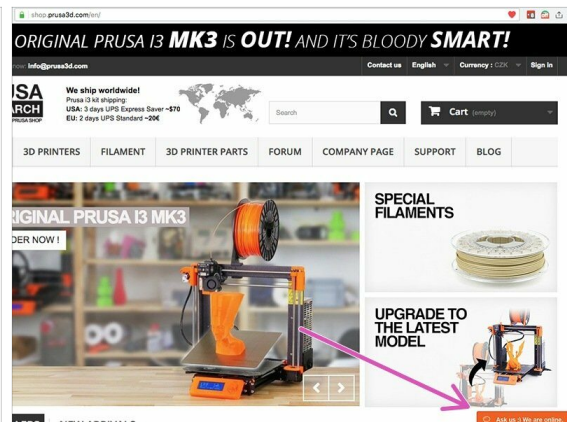 shop.prusa3d.com/en/
ORIGINAL PRUSA I3 MK3 IS OUT! AND IT'S BLOODY SMART!
now: info@prusa3d.com
Contact us English Currency : CZK Sign in
USA
ARCH
PRUSA SHOP
We ship worldwide!
Prusa i3 kit shipping:
USA: 3 days UPS Express Saver ~$70
EU: 2 days UPS Standard ~20€
Search
Cart (empty)
3D PRINTERS FILAMENT 3D PRINTER PARTS FORUM COMPANY PAGE SUPPORT BLOG
RIGINAL PRUSA I3 MK3
DER NOW !
SPECIAL
FILAMENTS
UPGRADE TO
THE LATEST
MODEL
Ask us :) We are online.